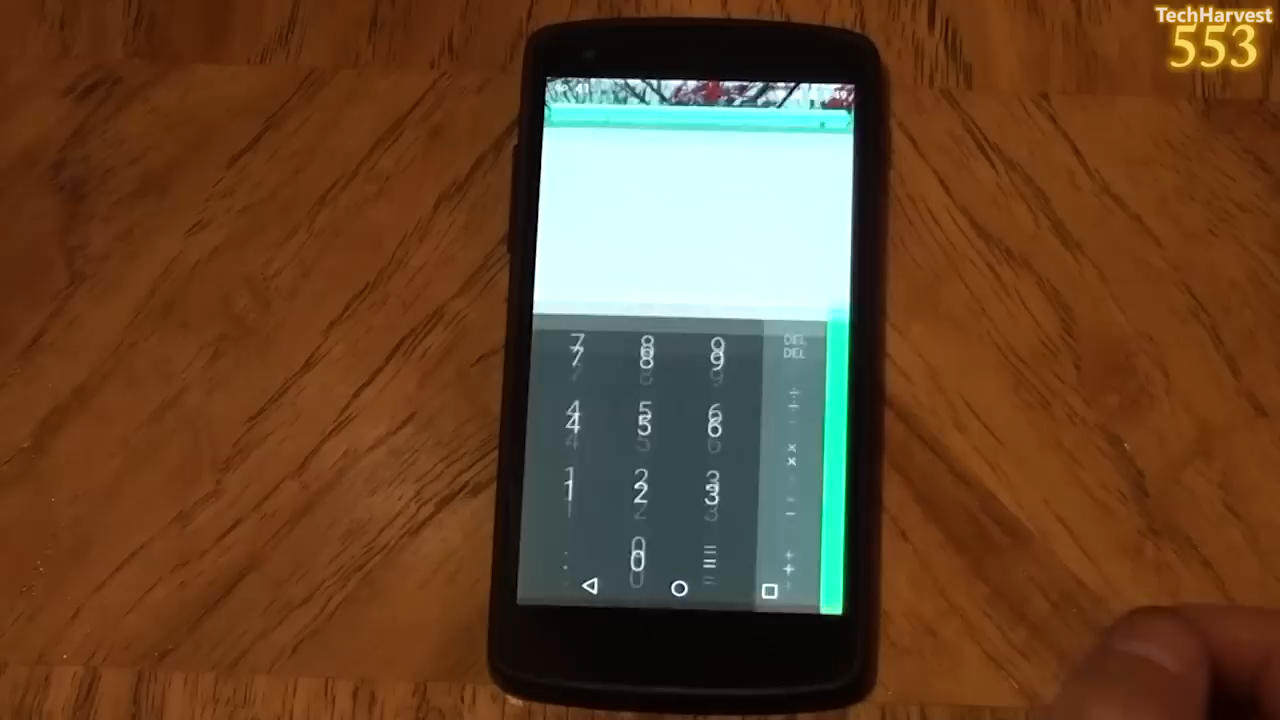 TechHarvest
553
7 8 9 DEL
4 5 6 ×
1 2 3 −
. 0 = +